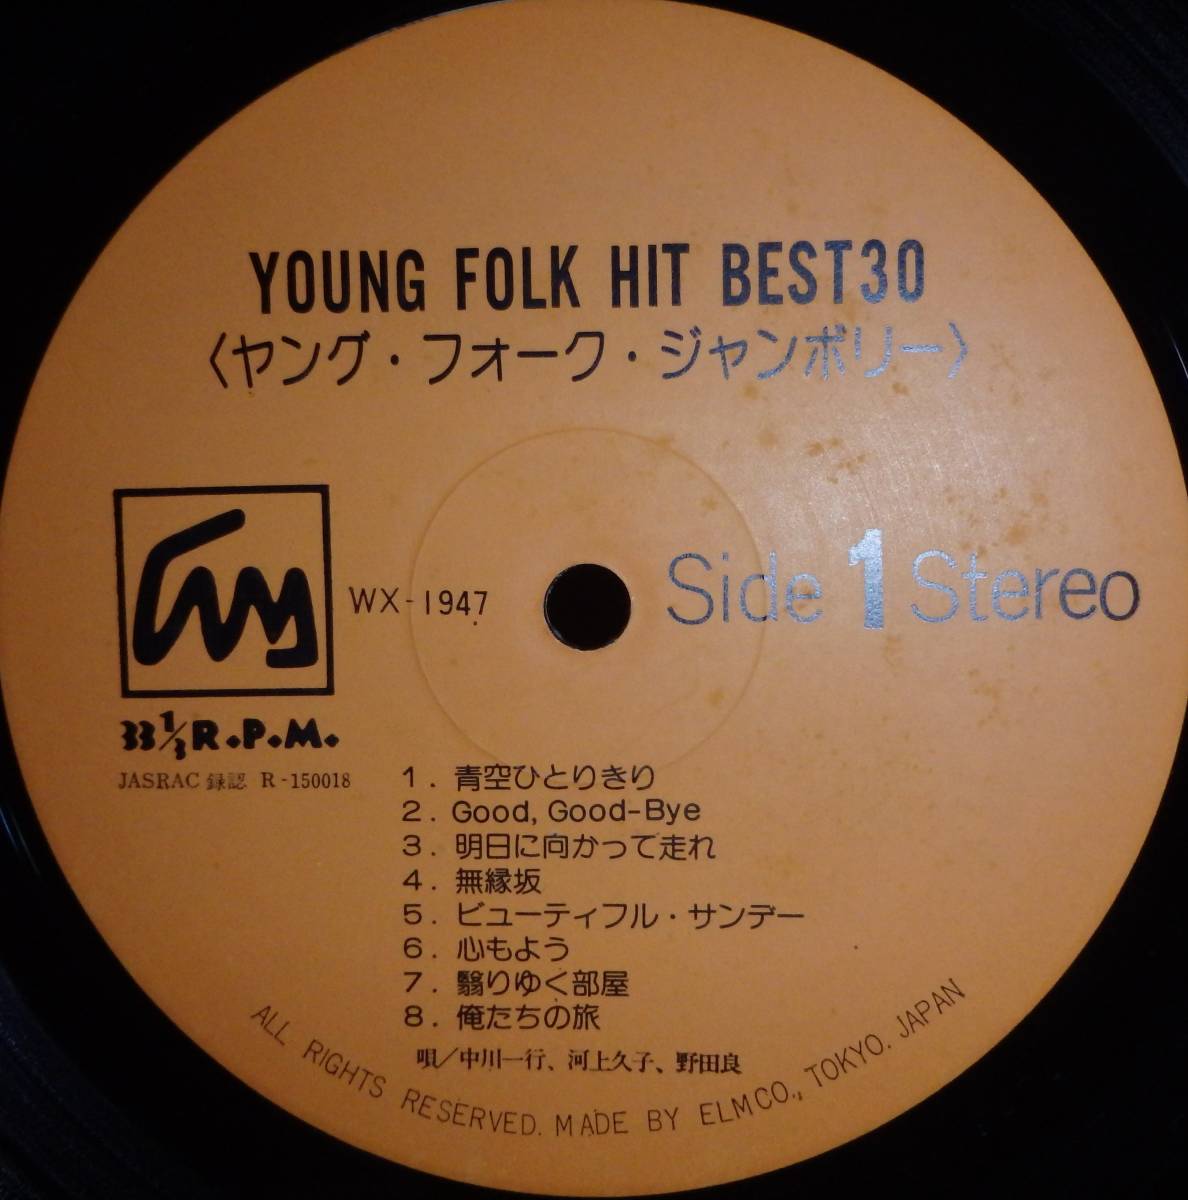 YOUNG FOLK HIT BEST30
〈ヤング・フォーク・ジャンボリー〉
WX-1947
Side 1 Stereo
33 1/3 R.P.M.
JASRAC 録認 R-150018
1. 青空ひとりきり
2. Good, Good-Bye
3. 明日に向かって走れ
4. 無縁坂
5. ビューティフル・サンデー
6. 心もよう
7. 翳りゆく部屋
8. 俺たちの旅
唄／中川一行、河上久子、野田良
ALL RIGHTS RESERVED. MADE BY ELMCO., TOKYO. JAPAN